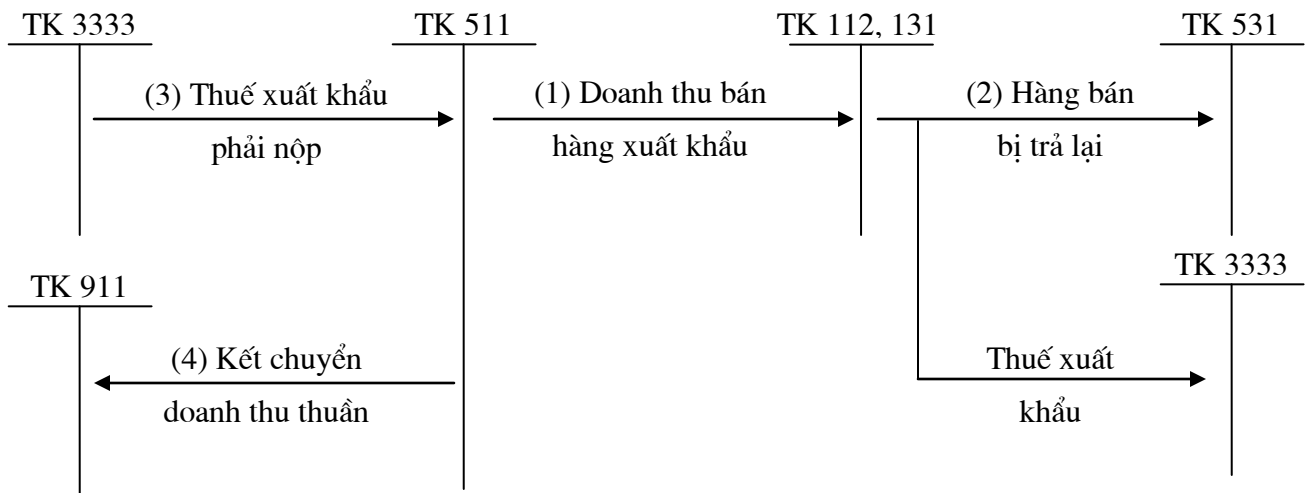 TK 3333
TK 511
TK 112, 131
TK 531
(3) Thuế xuất khẩu
phải nộp
(1) Doanh thu bán
hàng xuất khẩu
(2) Hàng bán
bị trả lại
TK 911
TK 3333
(4) Kết chuyển
doanh thu thuần
Thuế xuất
khẩu